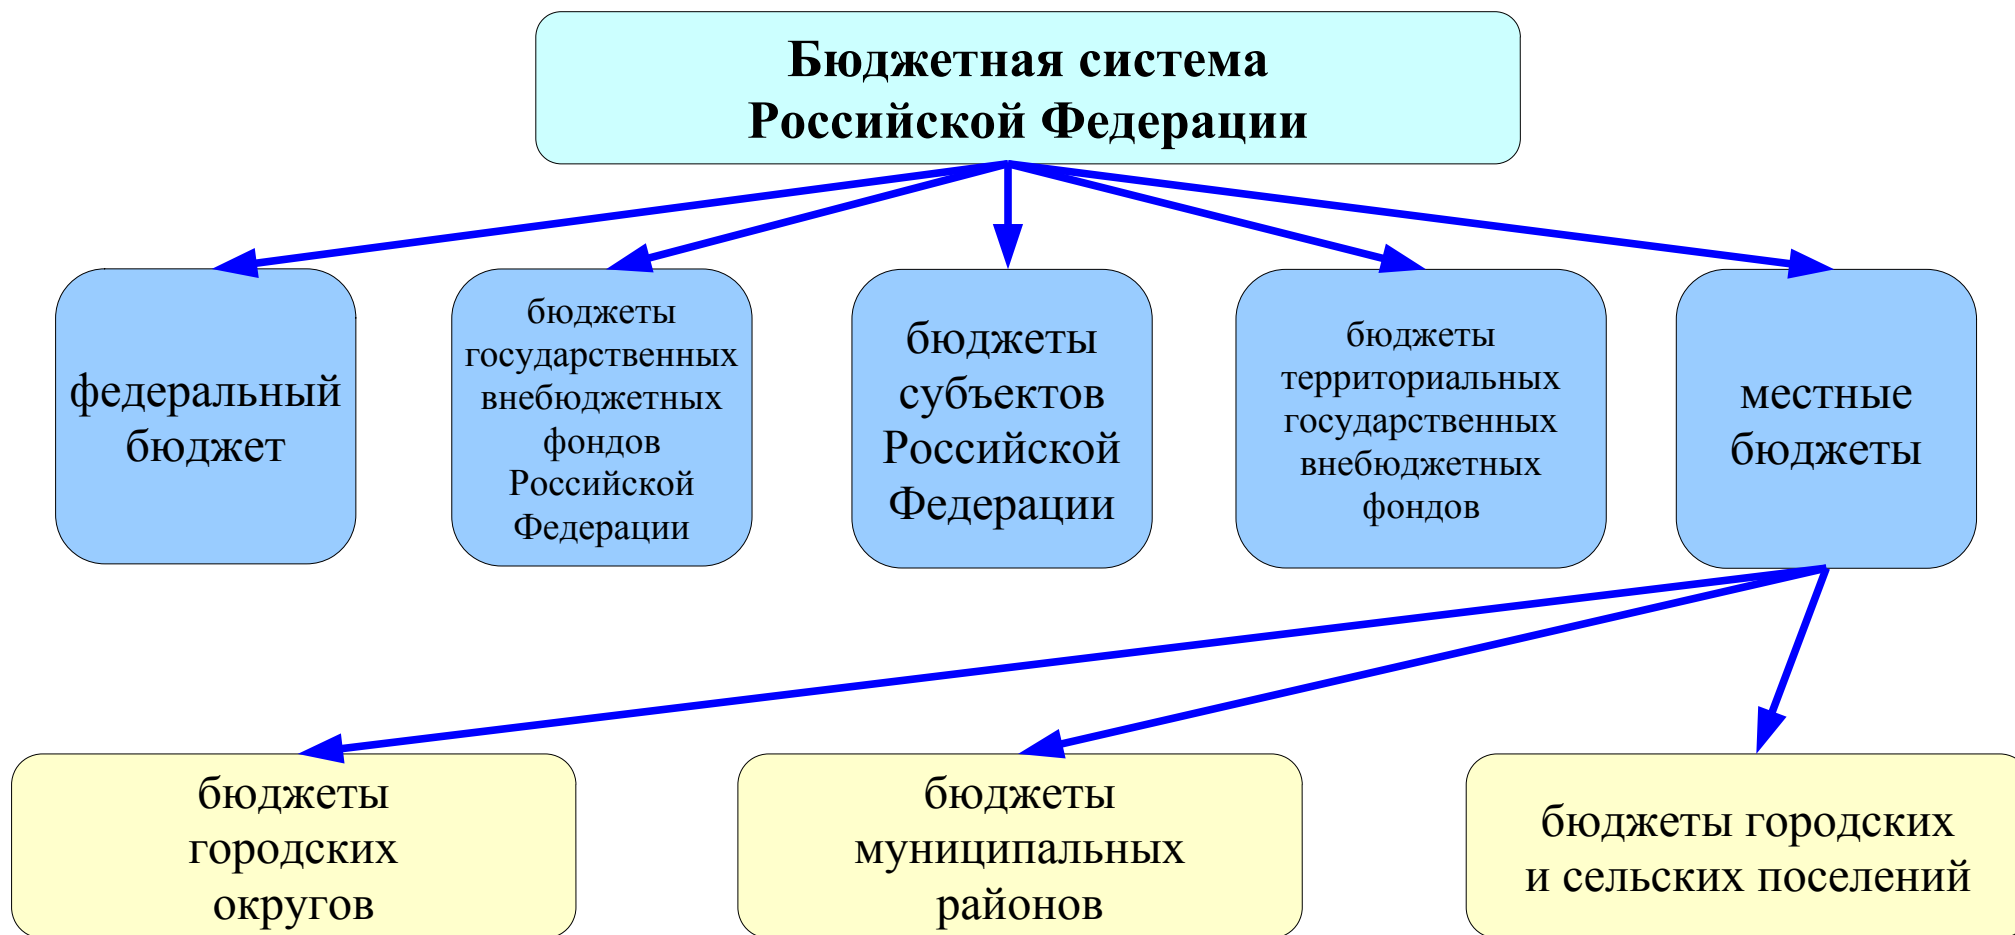 Бюджетная система
Российской Федерации
федеральный
бюджет
бюджеты
государственных
внебюджетных
фондов
Российской
Федерации
бюджеты
субъектов
Российской
Федерации
бюджеты
территориальных
государственных
внебюджетных
фондов
местные
бюджеты
бюджеты
городских
округов
бюджеты
муниципальных
районов
бюджеты городских
и сельских поселений